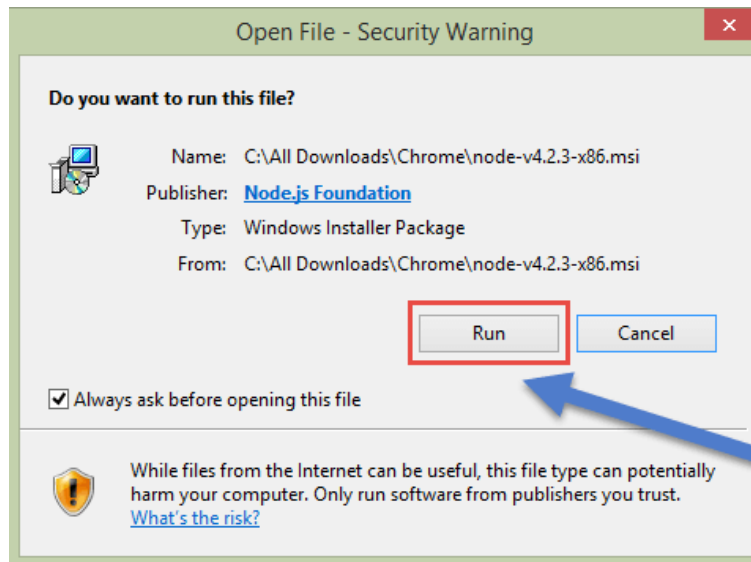 Open File - Security Warning
Do you want to run this file?
Name: C:\All Downloads\Chrome\node-v4.2.3-x86.msi
Publisher: Node.js Foundation
Type: Windows Installer Package
From: C:\All Downloads\Chrome\node-v4.2.3-x86.msi
Run Cancel
Always ask before opening this file
While files from the Internet can be useful, this file type can potentially
harm your computer. Only run software from publishers you trust.
What's the risk?